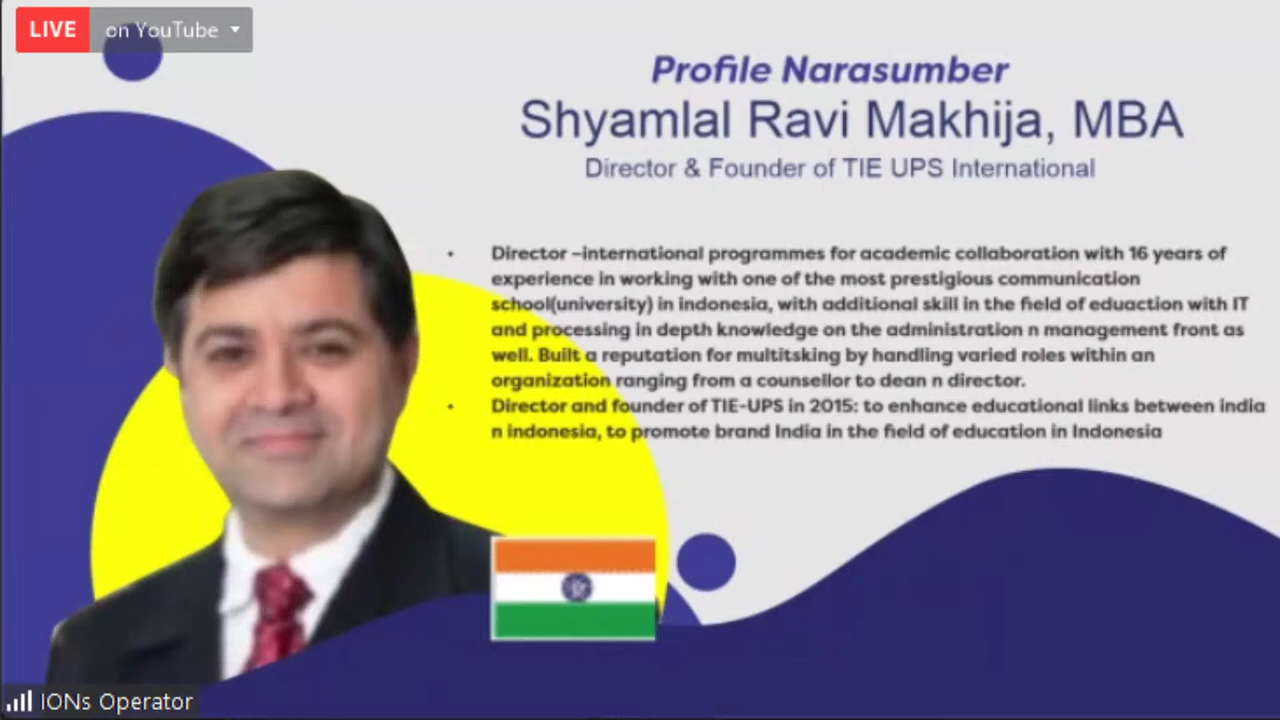 LIVE on YouTube
Profile Narasumber
Shyamlal Ravi Makhija, MBA
Director & Founder of TIE UPS International
• Director –international programmes for academic collaboration with 16 years of
experience in working with one of the most prestigious communication
school(university) in indonesia, with additional skill in the field of eduaction with IT
and processing in depth knowledge on the administration n management front as
well. Built a reputation for multitsking by handling varied roles within an
organization ranging from a counsellor to dean n director.
• Director and founder of TIE-UPS in 2015: to enhance educational links between india
n indonesia, to promote brand India in the field of education in Indonesia
IONs Operator